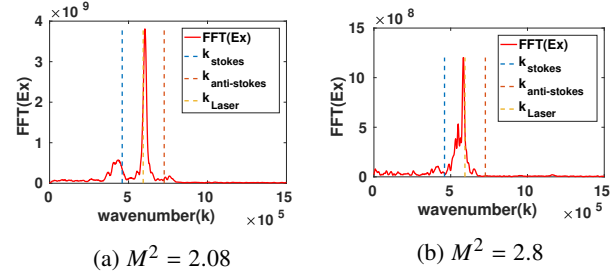 × 10⁹
FFT(Ex)
4
3
2
1
0
0 5 10 15
wavenumber(k) × 10⁵
FFT(Ex)
k_stokes
k_anti-stokes
k_Laser
(a) M² = 2.08
× 10⁸
FFT(Ex)
15
10
5
0
0 5 10 15
wavenumber(k) × 10⁵
FFT(Ex)
k_stokes
k_anti-stokes
k_Laser
(b) M² = 2.8